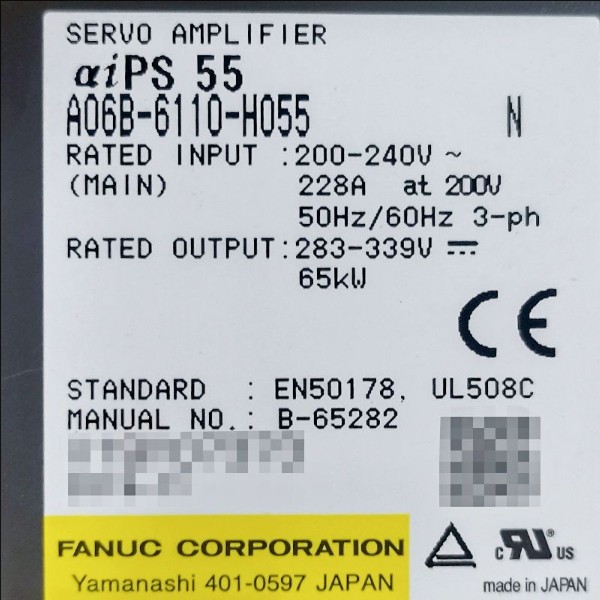 SERVO AMPLIFIER
αiPS 55
A06B-6110-H055 N
RATED INPUT :200-240V ~
(MAIN) 228A at 200V
50Hz/60Hz 3-ph
RATED OUTPUT:283-339V ⎓
65kW
CE
STANDARD : EN50178, UL508C
MANUAL NO.: B-65282
FANUC CORPORATION
Yamanashi 401-0597 JAPAN
c RU® US
made in JAPAN